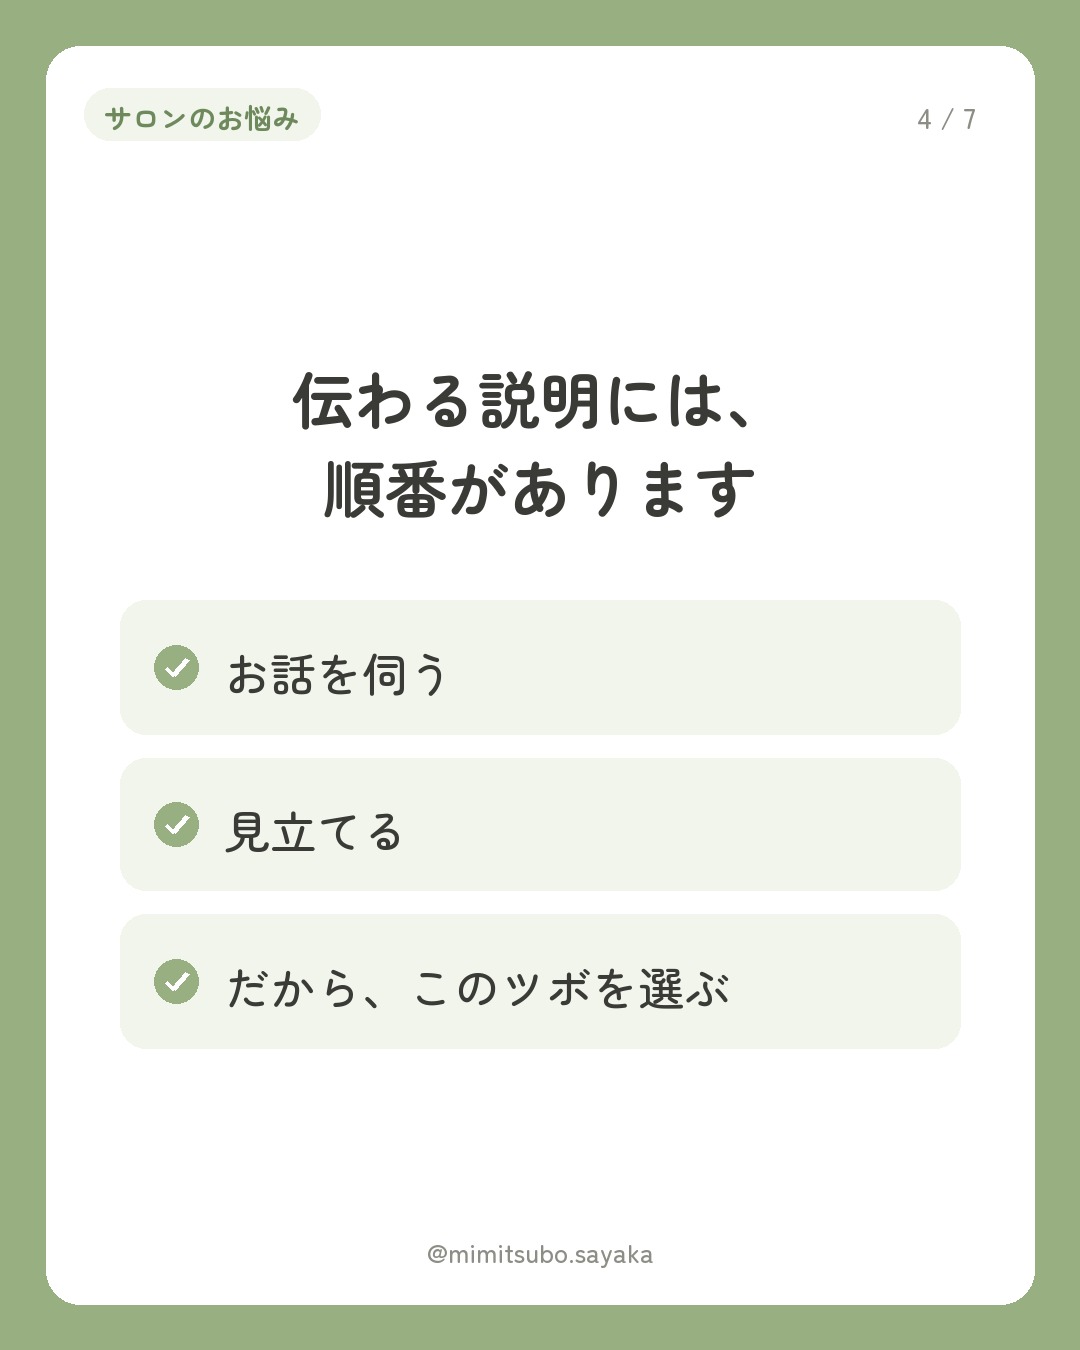 サロンのお悩み
4 / 7
伝わる説明には、
順番があります
お話を伺う
見立てる
だから、このツボを選ぶ
@mimitsubo.sayaka